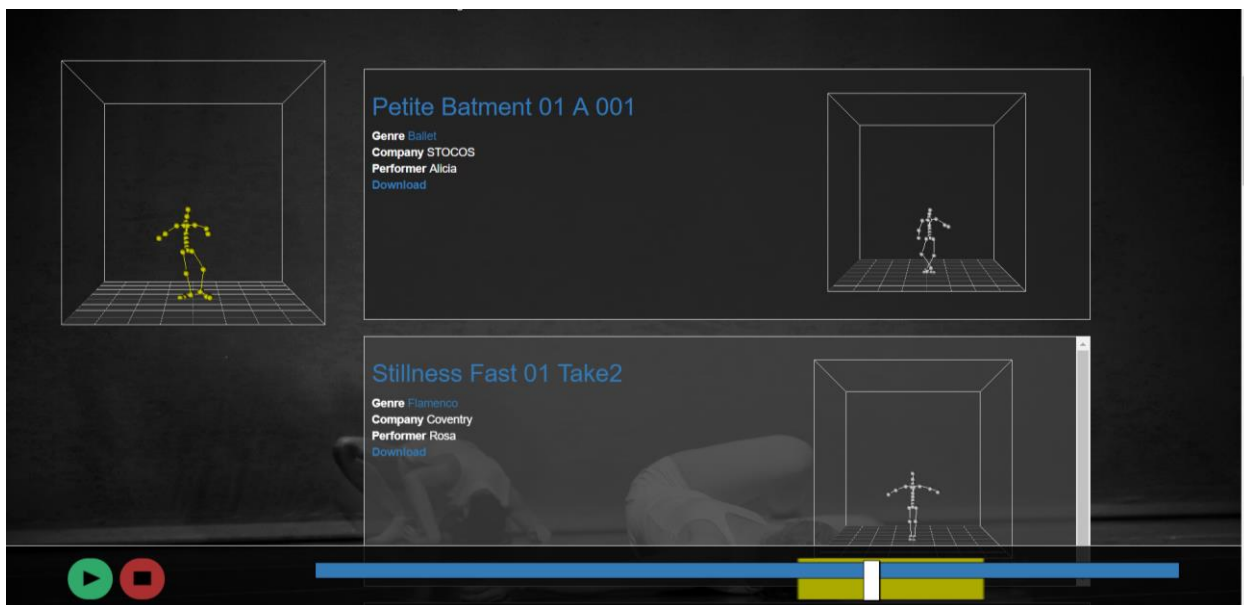 Petite Batment 01 A 001
Genre Ballet
Company STOCOS
Performer Alicia
Download
Stillness Fast 01 Take2
Genre Flamenco
Company Coventry
Performer Rosa
Download